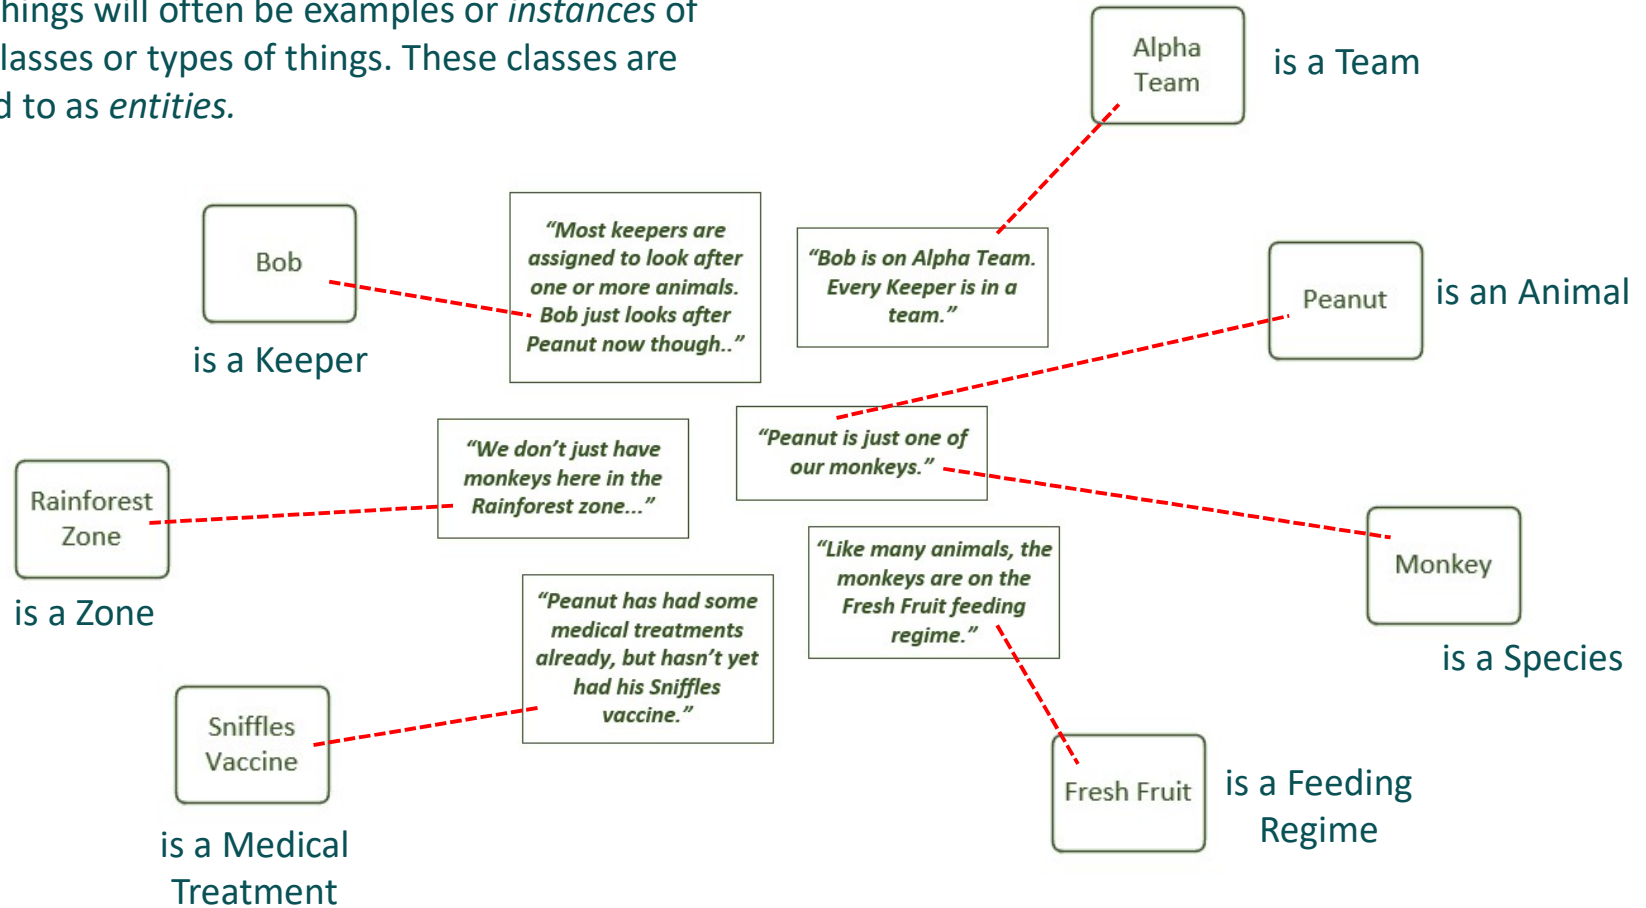 hings will often be examples or instances of
lasses or types of things. These classes are
d to as entities.
Alpha
Team
is a Team
Bob
is a Keeper
“Most keepers are
assigned to look after
one or more animals.
Bob just looks after
Peanut now though..”
“Bob is on Alpha Team.
Every Keeper is in a
team.”
Peanut
is an Animal
“We don’t just have
monkeys here in the
Rainforest zone...”
“Peanut is just one of
our monkeys.”
Rainforest
Zone
is a Zone
“Like many animals, the
monkeys are on the
Fresh Fruit feeding
regime.”
Monkey
is a Species
“Peanut has had some
medical treatments
already, but hasn’t yet
had his Sniffles
vaccine.”
Sniffles
Vaccine
is a Medical
Treatment
Fresh Fruit
is a Feeding
Regime